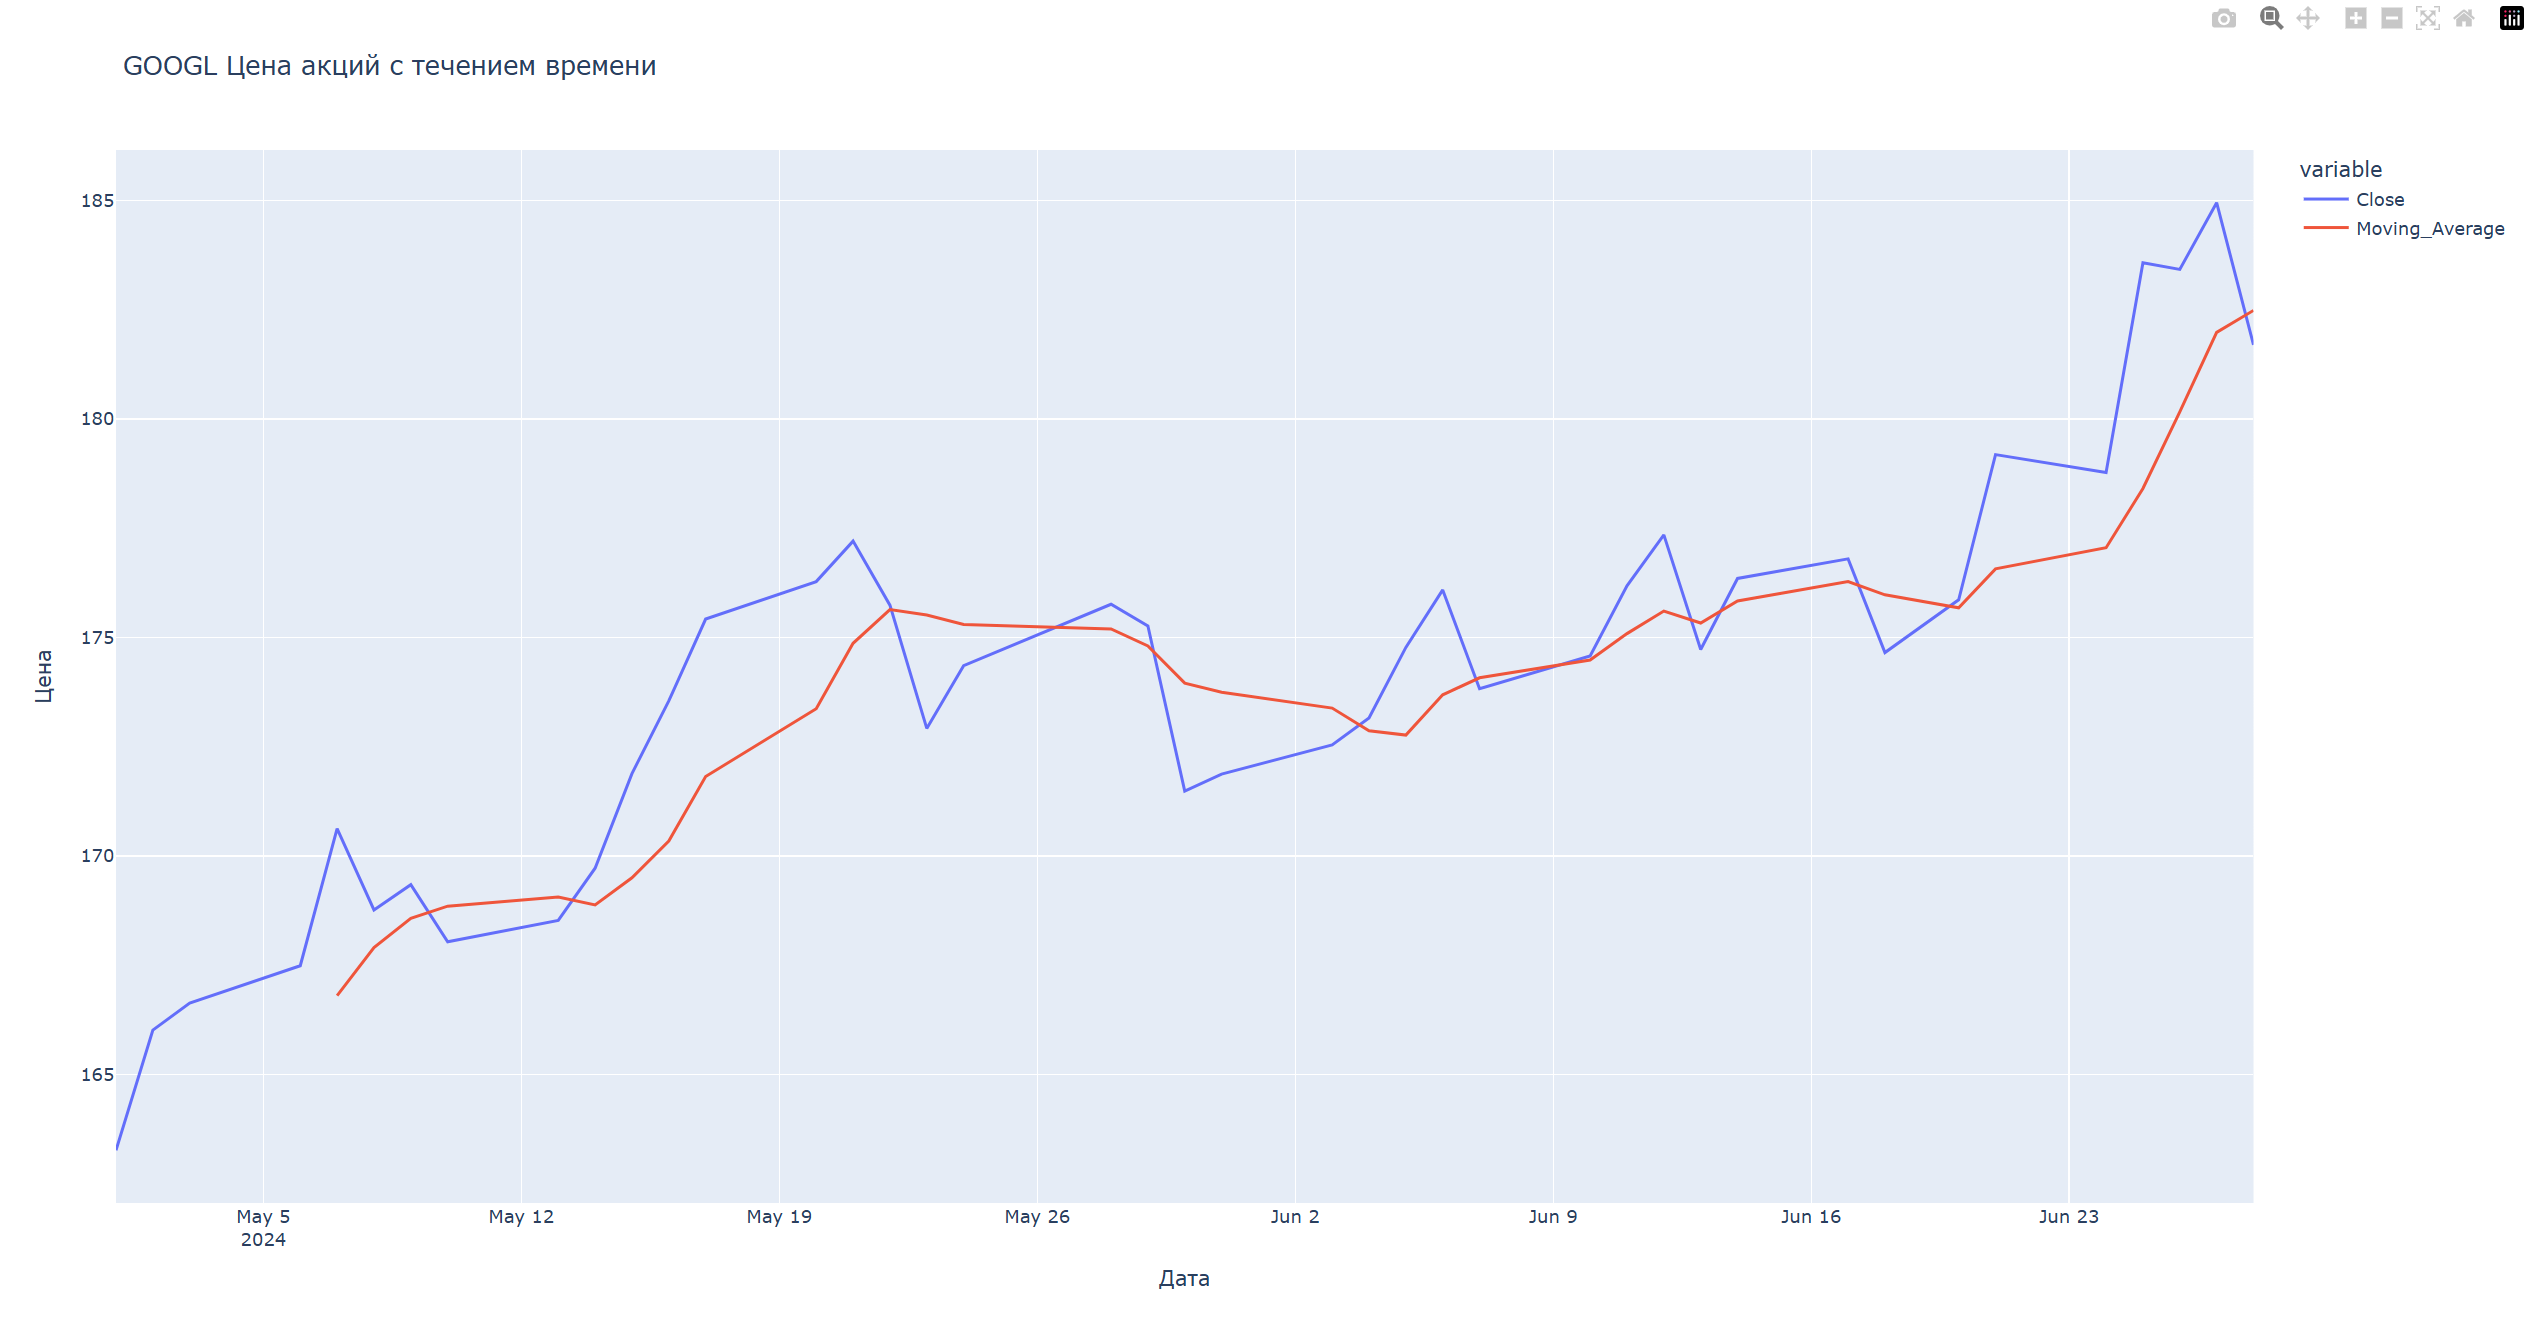 GOOGL Цена акций с течением времени
variable
Close
Moving_Average
185
180
175
170
165
Цена
May 5
2024
May 12
May 19
May 26
Jun 2
Jun 9
Jun 16
Jun 23
Дата